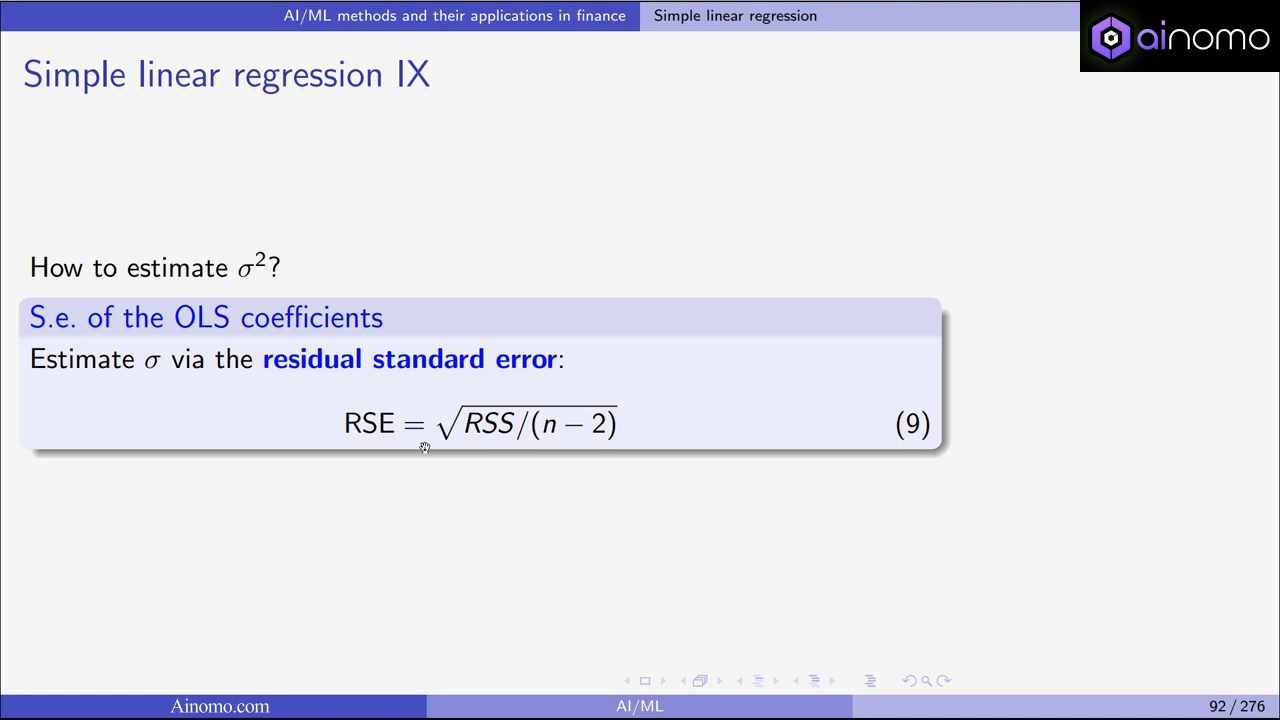 AI/ML methods and their applications in finance Simple linear regression
ainomo
Simple linear regression IX
How to estimate σ²?
S.e. of the OLS coefficients
Estimate σ via the residual standard error:
RSE = √RSS/(n − 2) (9)
Ainomo.com AI/ML 92 / 276